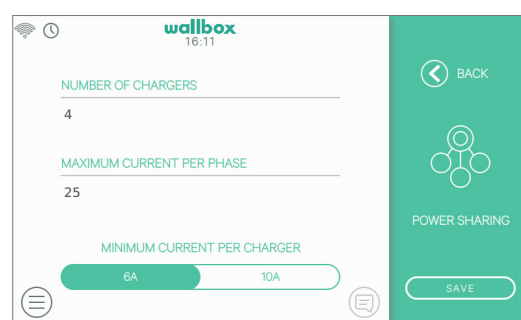 wallbox
16:11
BACK
NUMBER OF CHARGERS
4
MAXIMUM CURRENT PER PHASE
25
POWER SHARING
MINIMUM CURRENT PER CHARGER
6A 10A
SAVE